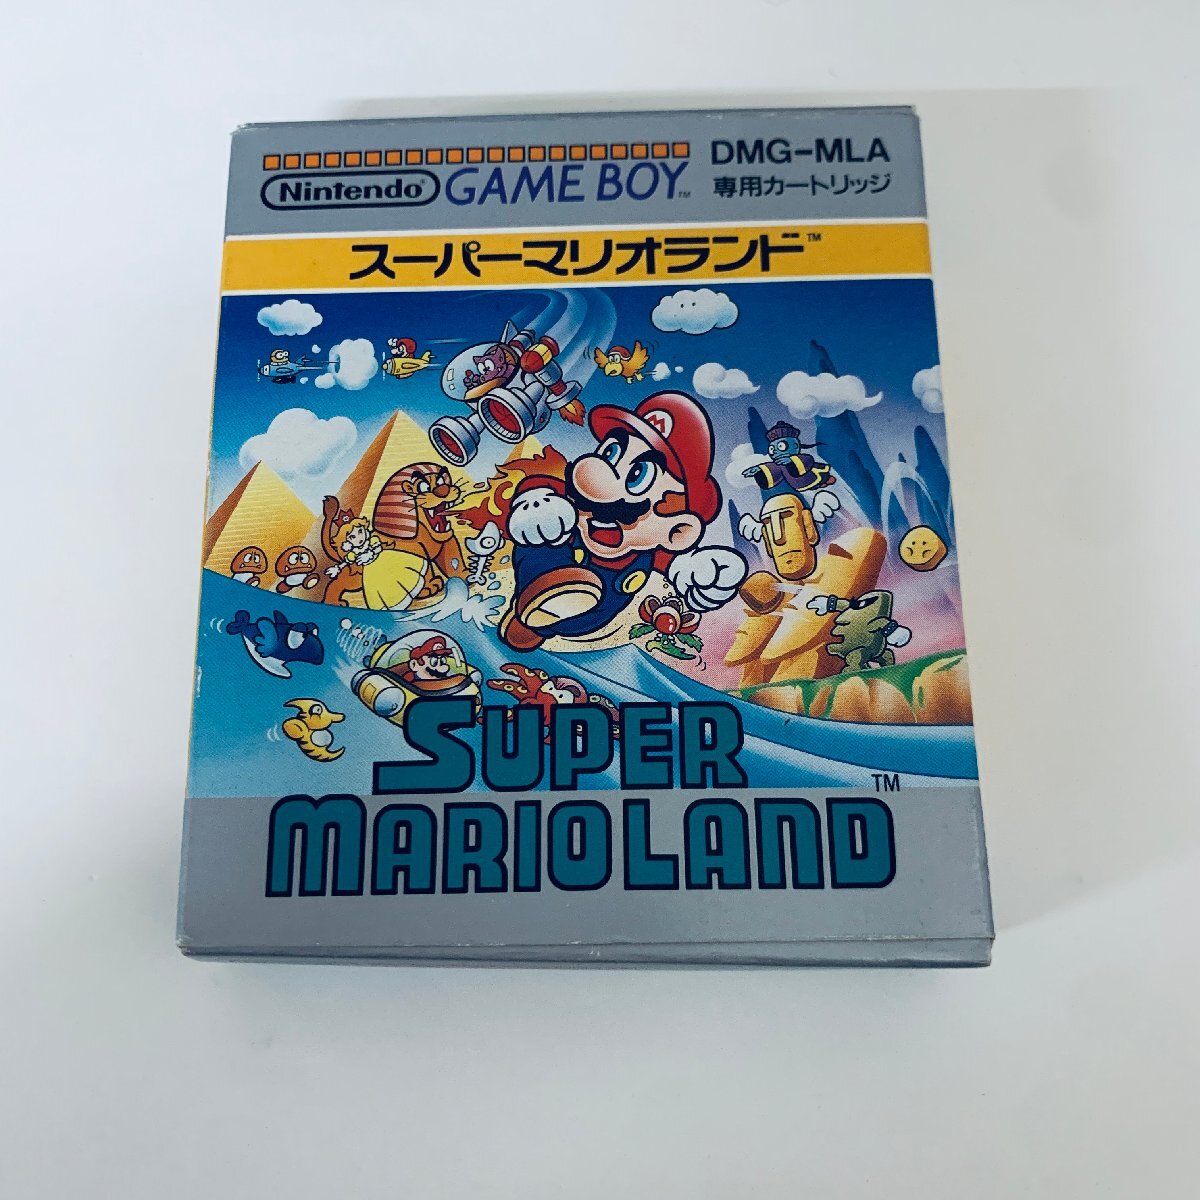 Nintendo® GAME BOY™
DMG-MLA
専用カートリッジ
スーパーマリオランド™
M
SUPER
MARIOLAND™